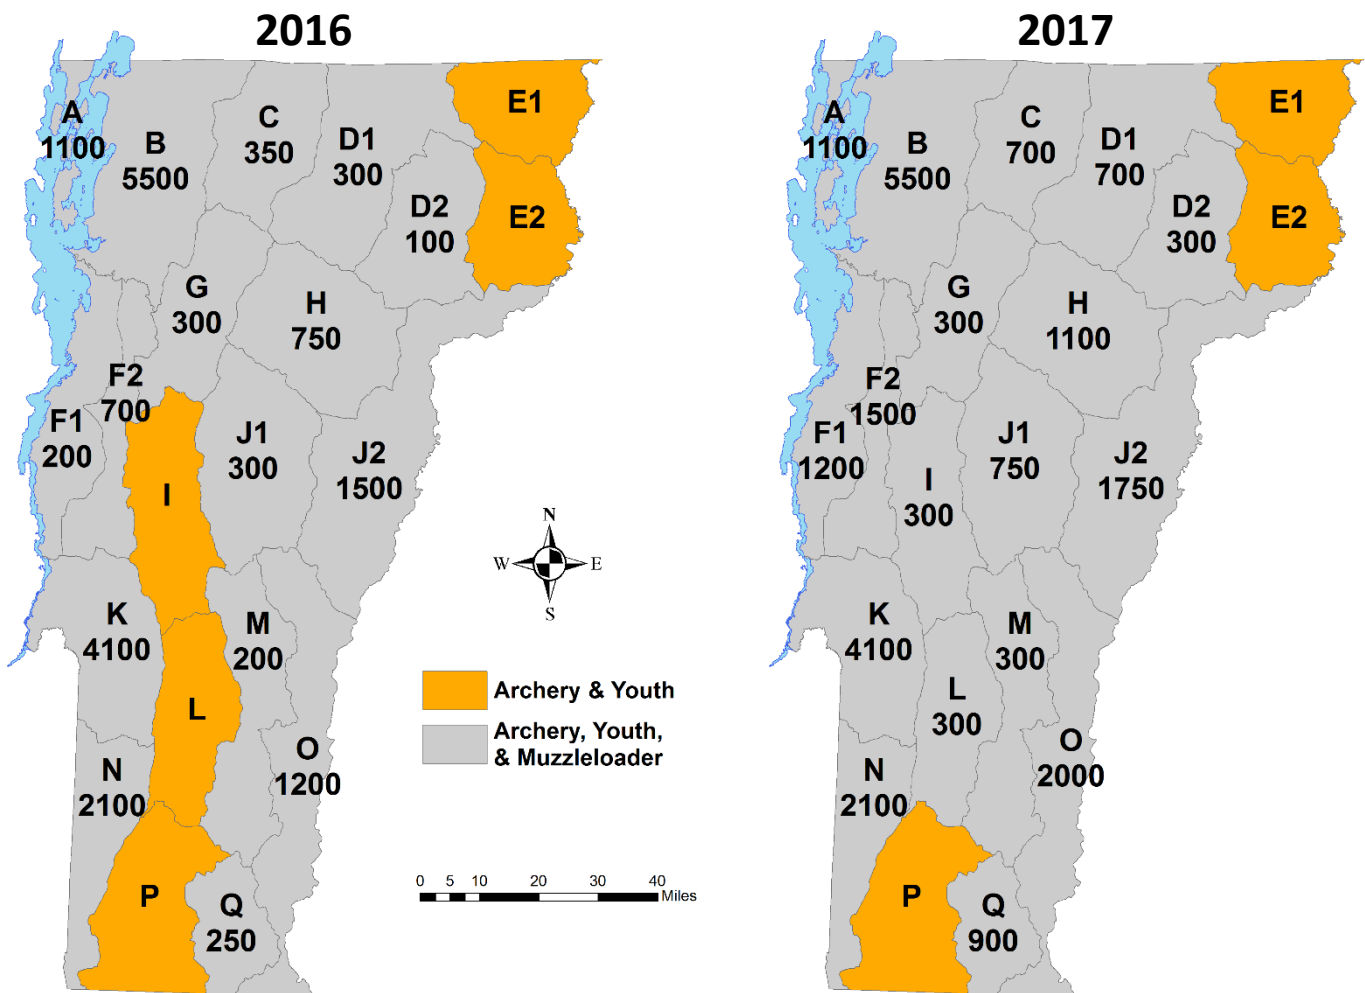 2016
A
1100
B
5500
C
350
D1
300
D2
100
E1
E2
G
300
H
750
F2
700
F1
200
I
J1
300
J2
1500
K
4100
L
M
200
N
2100
O
1200
P
Q
250
N
W E
S
Archery & Youth
Archery, Youth,
& Muzzleloader
0 5 10 20 30 40
Miles
2017
A
1100
B
5500
C
700
D1
700
D2
300
E1
E2
G
300
H
1100
F2
1500
F1
1200
I
300
J1
750
J2
1750
K
4100
L
300
M
300
N
2100
O
2000
P
Q
900